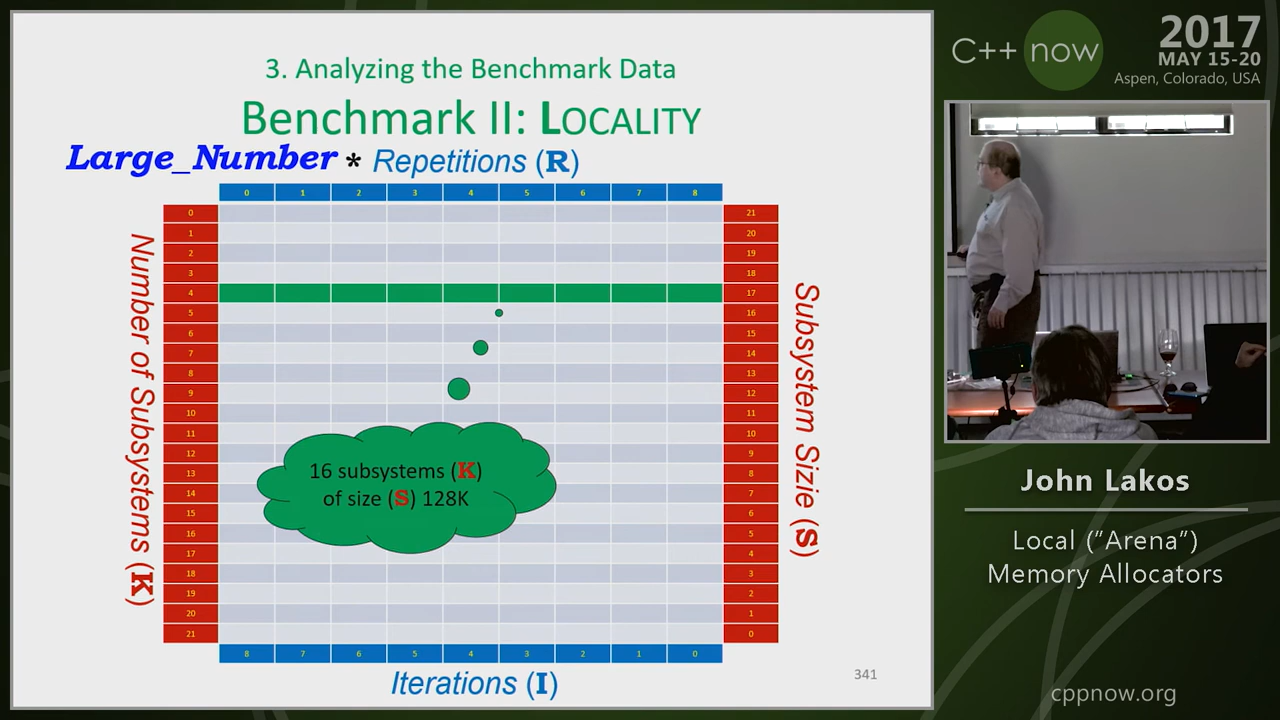 3. Analyzing the Benchmark Data
Benchmark II: LOCALITY
Large_Number * Repetitions (R)
0 1 2 3 4 5 6 7 8
0 21
1 20
2 19
3 18
4 17
5 16
6 15
7 14
8 13
9 12
10 11
11 10
12 9
13 8
14 7
15 6
16 5
17 4
18 3
19 2
20 1
21 0
8 7 6 5 4 3 2 1 0
Number of Subsystems (K)
Subsystem Sizie (S)
16 subsystems (K)
of size (S) 128K
Iterations (I)
341
C++ now
2017
MAY 15-20
Aspen, Colorado, USA
John Lakos
Local ("Arena")
Memory Allocators
cppnow.org